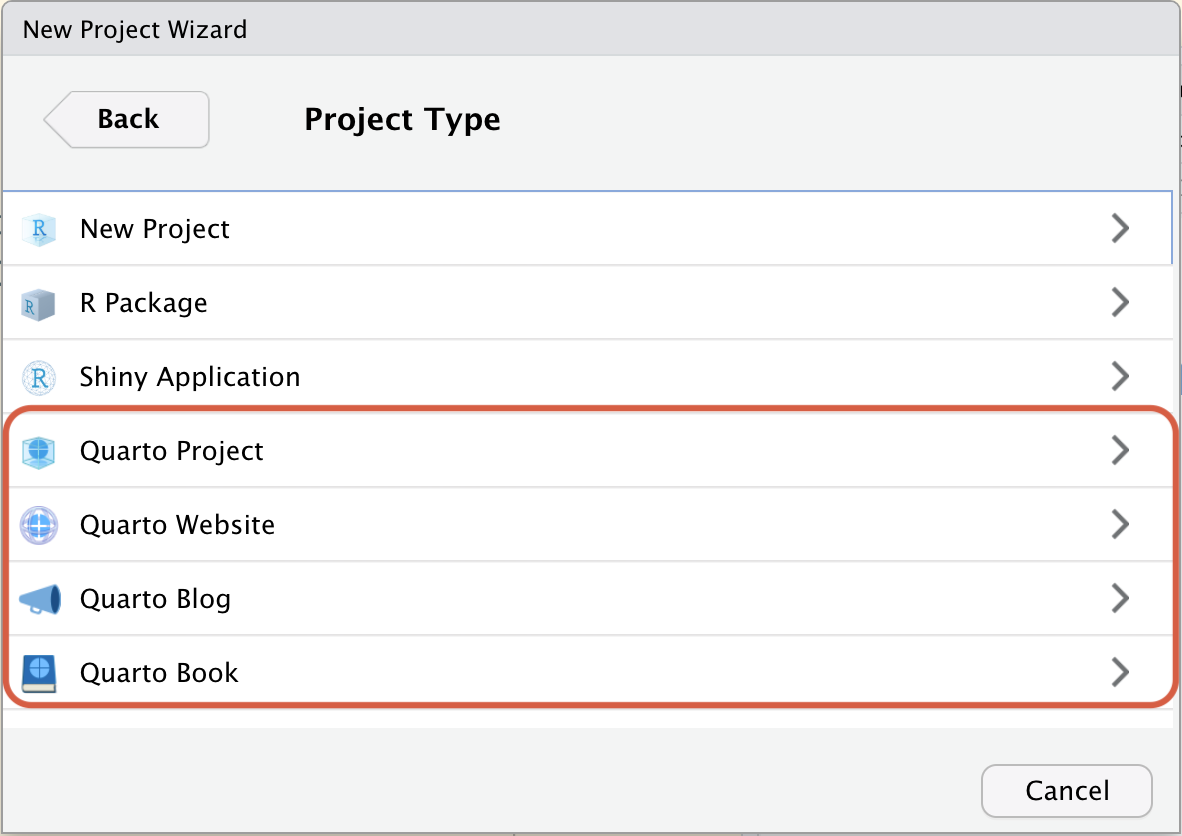 New Project Wizard
Back
Project Type
R New Project
R R Package
R Shiny Application
Quarto Project
Quarto Website
Quarto Blog
Quarto Book
Cancel